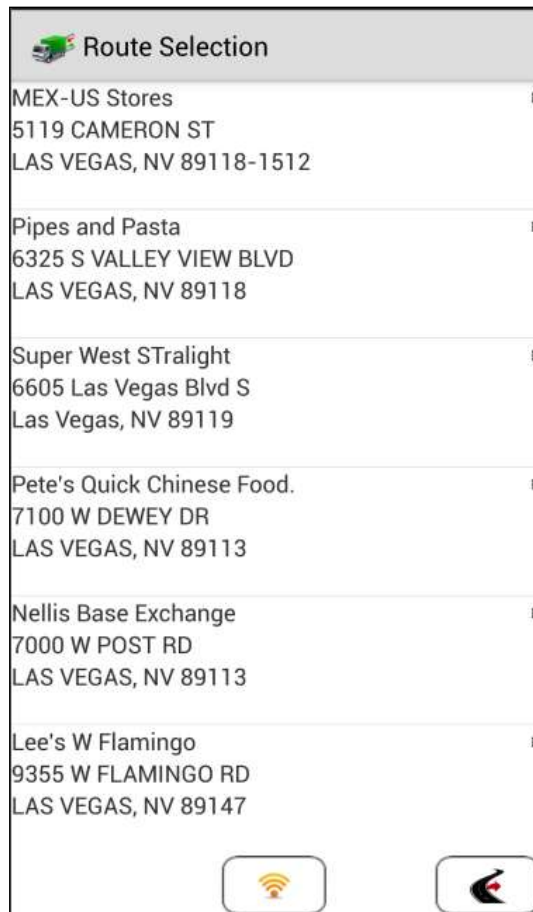 Route Selection
MEX-US Stores
5119 CAMERON ST
LAS VEGAS, NV 89118-1512
Pipes and Pasta
6325 S VALLEY VIEW BLVD
LAS VEGAS, NV 89118
Super West STralight
6605 Las Vegas Blvd S
Las Vegas, NV 89119
Pete's Quick Chinese Food.
7100 W DEWEY DR
LAS VEGAS, NV 89113
Nellis Base Exchange
7000 W POST RD
LAS VEGAS, NV 89113
Lee's W Flamingo
9355 W FLAMINGO RD
LAS VEGAS, NV 89147